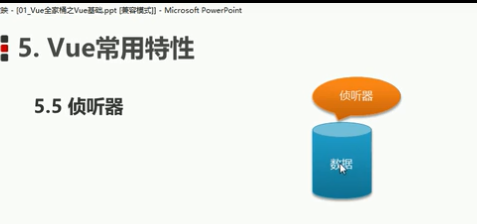 映 - [01_Vue全家桶之Vue基础.ppt [兼容模式]] - Microsoft PowerPoint
5. Vue常用特性
5.5 侦听器
侦听器
数据